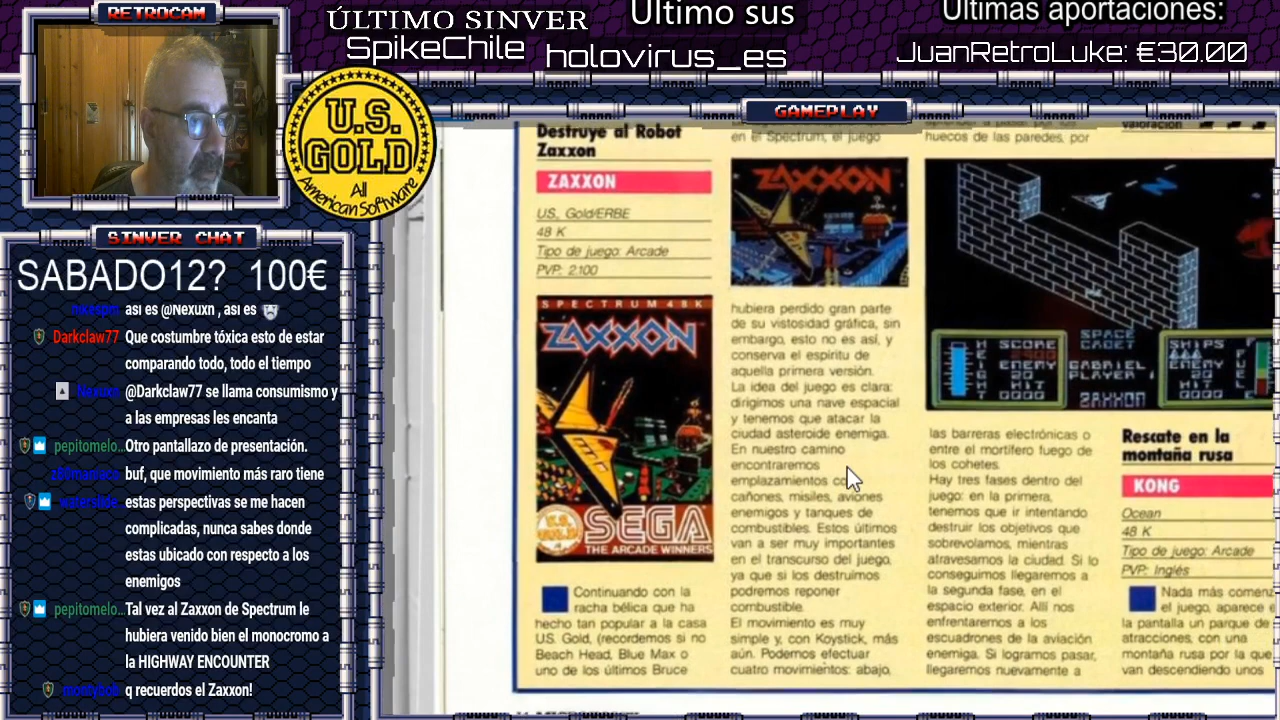 RETROCAM
ÚLTIMO SINVER
SpikeChile
Último sus
holovirus_es
Últimas aportaciones:
JuanRetroLuke: €30.00
U.S.
GOLD
All
American Software
GAMEPLAY
SINVER CHAT
SABADO12? 100€
asi es @Nexuxn , asi es
Darkclaw77 Que costumbre tóxica esto de estar
comparando todo, todo el tiempo
@Darkclaw77 se llama consumismo y
a las empresas les encanta
pepitomelo... Otro pantallazo de presentación.
z80maniaco buf, que movimiento más raro tiene
waterslide... estas perspectivas se me hacen
complicadas, nunca sabes donde
estas ubicado con respecto a los
enemigos
pepitomelo... Tal vez al Zaxxon de Spectrum le
hubiera venido bien el monocromo a
la HIGHWAY ENCOUNTER
q recuerdos el Zaxxon!
Destruye al Robot
Zaxxon
ZAXXON
U.S. Gold/ERBE
48 K
Tipo de juego: Arcade
PVP: 2.100
SPECTRUM 48K
ZAXXON
SEGA
THE ARCADE WINNERS
Continuando con la
racha bélica que ha
hecho tan popular a la casa
U.S. Gold, (recordemos si no
Beach Head, Blue Max o
uno de los últimos Bruce
en el Spectrum, el juego
ZAXXON
hubiera perdido gran parte
de su vistosidad gráfica, sin
embargo, esto no es así, y
conserva el espíritu de
aquella primera versión.
La idea del juego es clara:
dirigimos una nave espacial
y tenemos que atacar la
ciudad asteroide enemiga.
En nuestro camino
encontraremos
emplazamientos
cañones, misiles, aviones
enemigos y tanques de
combustibles. Estos últimos
van a ser muy importantes
en el transcurso del juego,
ya que si los destruimos
podremos reponer
combustible.
El movimiento es muy
simple y, con Koystick, más
aún. Podemos efectuar
cuatro movimientos: abajo,
huecos de las paredes, por
SCORE
ENEMY
HIT
0000
SPACE
CADET
GABRIEL
PLAYER 1
ZAXXON
SHIPS
ENEMY
HIT
0000
las barreras electrónicas o
entre el mortífero fuego de
los cohetes.
Hay tres fases dentro del
juego: en la primera,
tenemos que ir intentando
destruir los objetivos que
sobrevolamos, mientras
atravesamos la ciudad. Si lo
conseguimos llegaremos a
la segunda fase, en el
espacio exterior. Allí nos
enfrentaremos a los
escuadrones de la aviación
enemiga. Si logramos pasar,
llegaremos nuevamente a
Valoración
Rescate en la
montaña rusa
KONG
Ocean
48 K
Tipo de juego: Arcade
PVP: Inglés
Nada más comenz
el juego, aparece e
la pantalla un parque de
atracciones, con una
montaña rusa por la que
van descendiendo unos